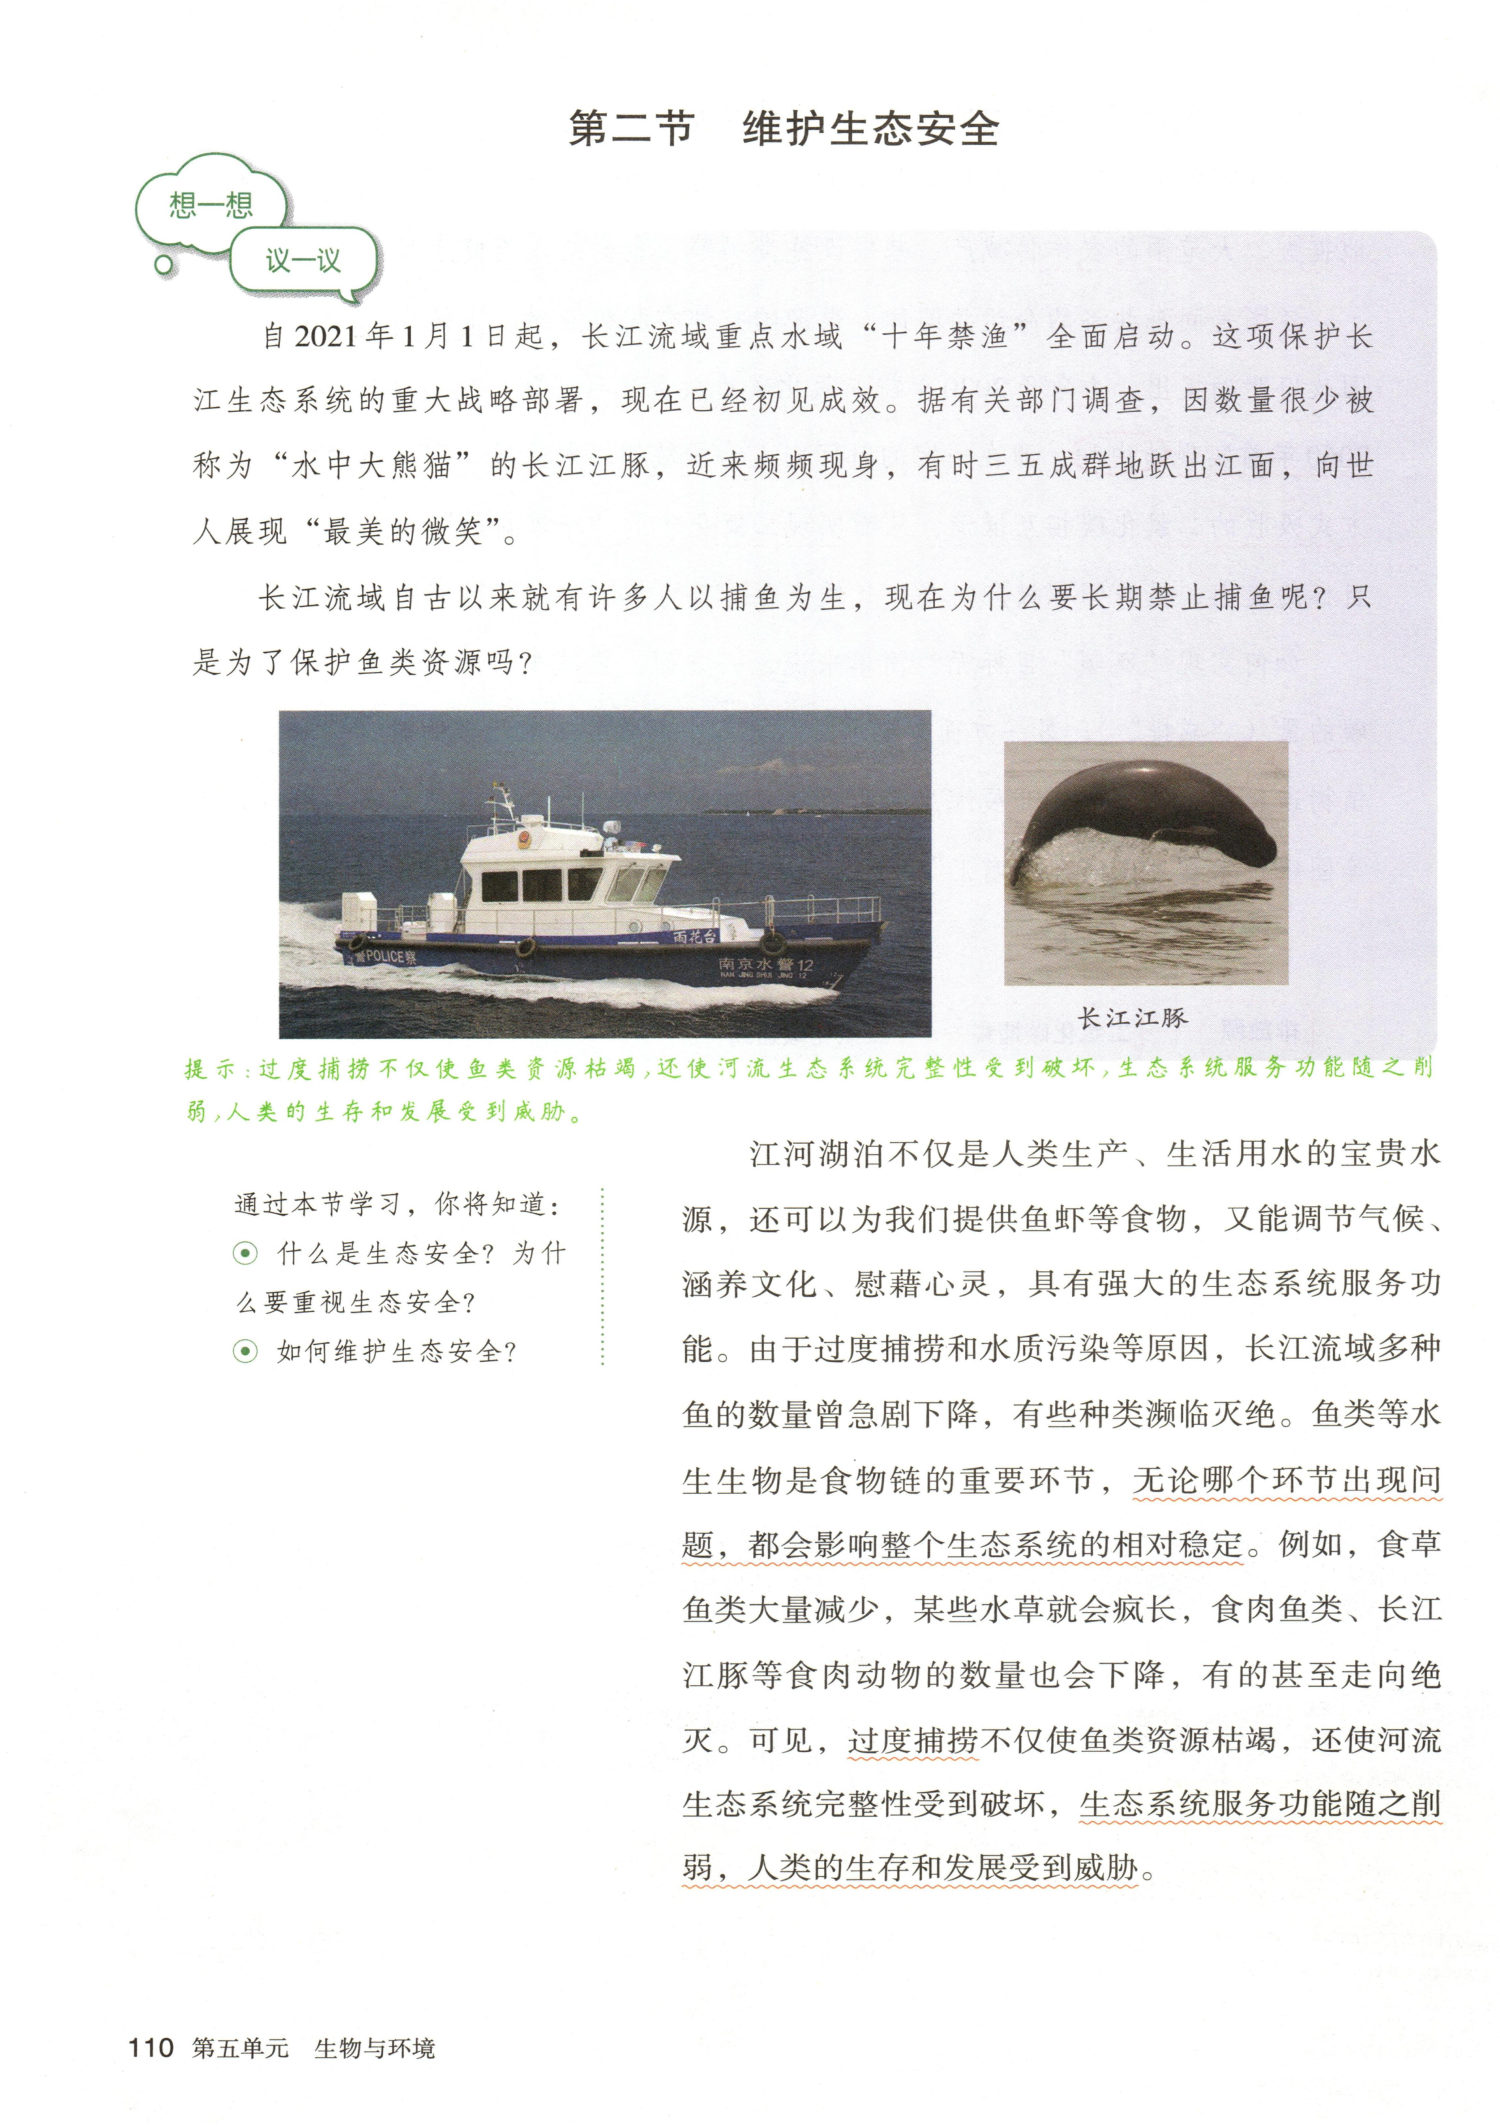 第二节 维护生态安全
想一想
议一议
自2021年1月1日起，长江流域重点水域“十年禁渔”全面启动。这项保护长
江生态系统的重大战略部署，现在已经初见成效。据有关部门调查，因数量很少被
称为“水中大熊猫”的长江江豚，近来频频现身，有时三五成群地跃出江面，向世
人展现“最美的微笑”。
长江流域自古以来就有许多人以捕鱼为生，现在为什么要长期禁止捕鱼呢？只
是为了保护鱼类资源吗？
雨花台
警POLICE察
南京水警12
NAN JING SHUI JING 12
长江江豚
提示：过度捕捞不仅使鱼类资源枯竭，还使河流生态系统完整性受到破坏，生态系统服务功能随之削
弱，人类的生存和发展受到威胁。
通过本节学习，你将知道：
什么是生态安全？为什
么要重视生态安全？
如何维护生态安全？
江河湖泊不仅是人类生产、生活用水的宝贵水
源，还可以为我们提供鱼虾等食物，又能调节气候、
涵养文化、慰藉心灵，具有强大的生态系统服务功
能。由于过度捕捞和水质污染等原因，长江流域多种
鱼的数量曾急剧下降，有些种类濒临灭绝。鱼类等水
生生物是食物链的重要环节，无论哪个环节出现问
题，都会影响整个生态系统的相对稳定。例如，食草
鱼类大量减少，某些水草就会疯长，食肉鱼类、长江
江豚等食肉动物的数量也会下降，有的甚至走向绝
灭。可见，过度捕捞不仅使鱼类资源枯竭，还使河流
生态系统完整性受到破坏，生态系统服务功能随之削
弱，人类的生存和发展受到威胁。
110 第五单元 生物与环境